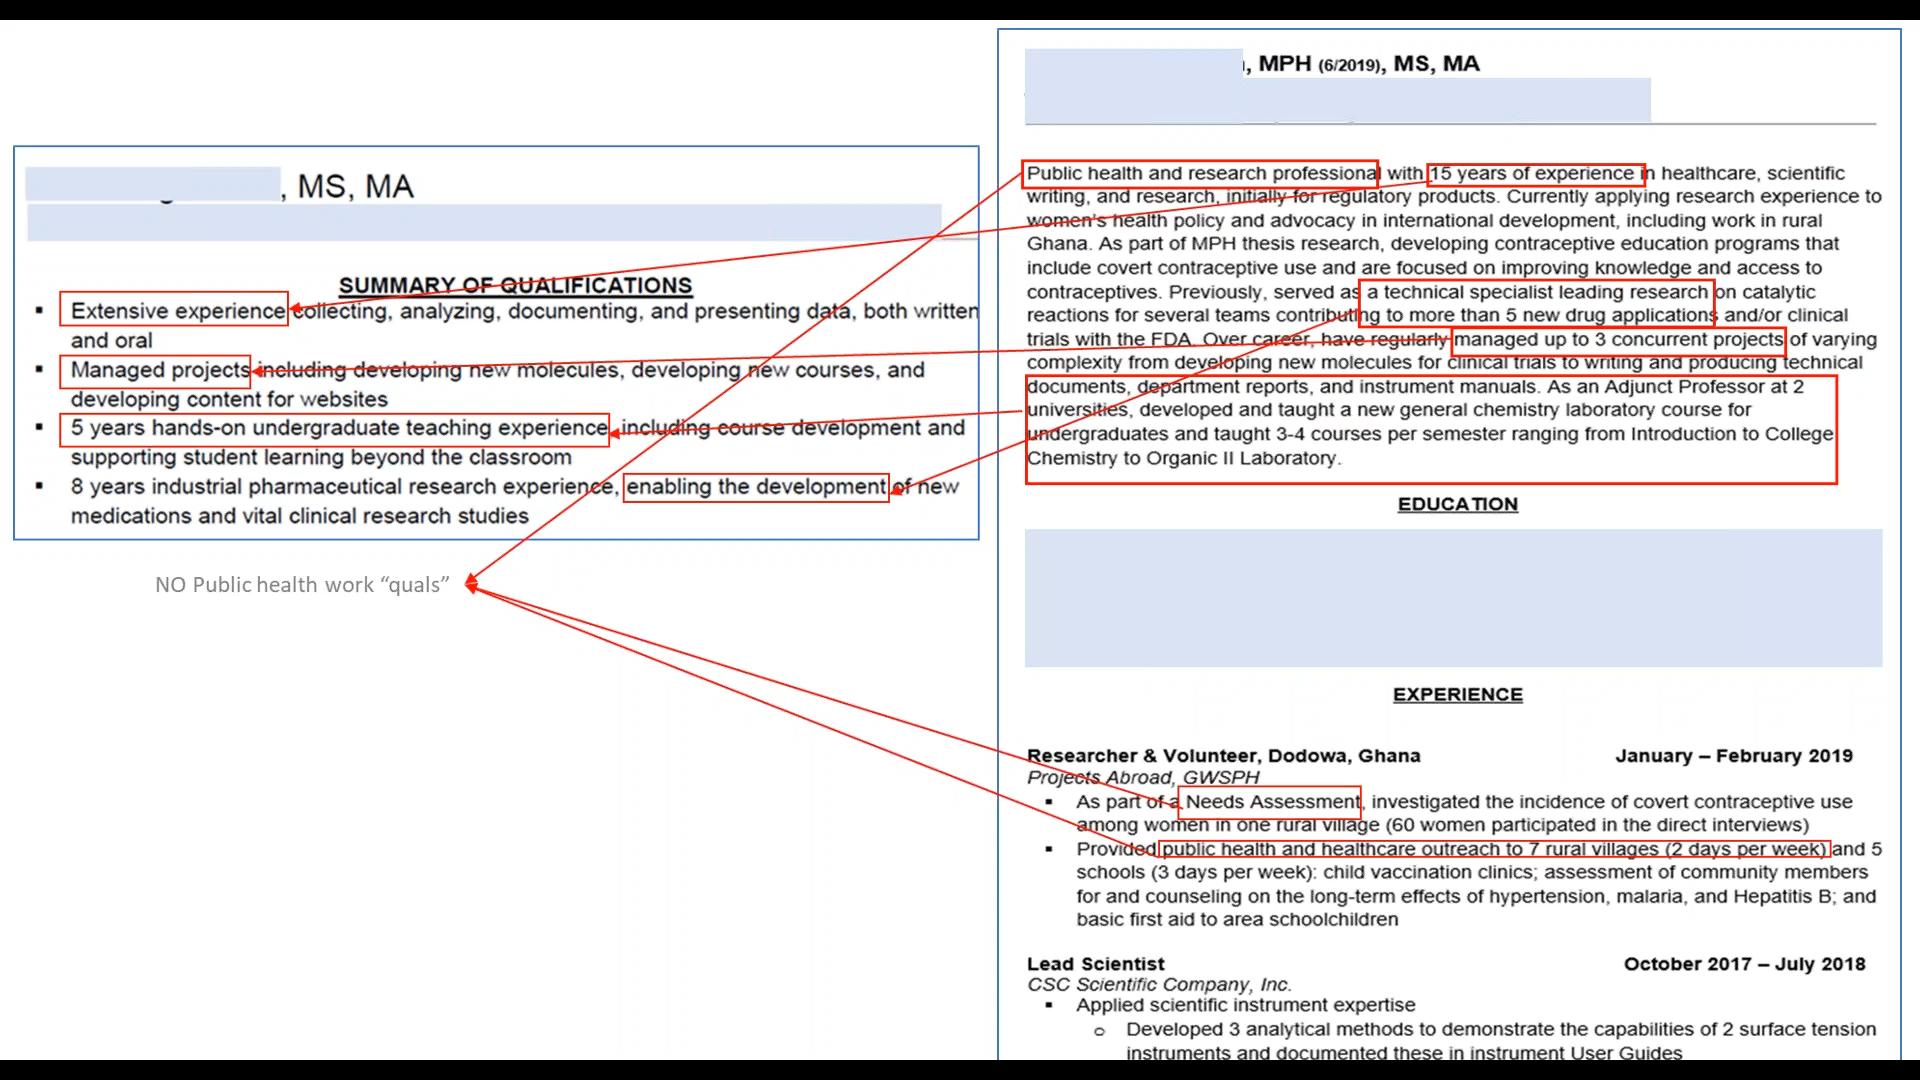 , MS, MA
SUMMARY OF QUALIFICATIONS
▪ Extensive experience collecting, analyzing, documenting, and presenting data, both written
and oral
▪ Managed projects including developing new molecules, developing new courses, and
developing content for websites
▪ 5 years hands-on undergraduate teaching experience, including course development and
supporting student learning beyond the classroom
▪ 8 years industrial pharmaceutical research experience, enabling the development of new
medications and vital clinical research studies
NO Public health work “quals”
, MPH (6/2019), MS, MA
Public health and research professional with 15 years of experience in healthcare, scientific
writing, and research, initially for regulatory products. Currently applying research experience to
women's health policy and advocacy in international development, including work in rural
Ghana. As part of MPH thesis research, developing contraceptive education programs that
include covert contraceptive use and are focused on improving knowledge and access to
contraceptives. Previously, served as a technical specialist leading research on catalytic
reactions for several teams contributing to more than 5 new drug applications and/or clinical
trials with the FDA. Over career, have regularly managed up to 3 concurrent projects of varying
complexity from developing new molecules for clinical trials to writing and producing technical
documents, department reports, and instrument manuals. As an Adjunct Professor at 2
universities, developed and taught a new general chemistry laboratory course for
undergraduates and taught 3-4 courses per semester ranging from Introduction to College
Chemistry to Organic II Laboratory.
EDUCATION
EXPERIENCE
Researcher & Volunteer, Dodowa, Ghana January – February 2019
Projects Abroad, GWSPH
▪ As part of a Needs Assessment, investigated the incidence of covert contraceptive use
among women in one rural village (60 women participated in the direct interviews)
▪ Provided public health and healthcare outreach to 7 rural villages (2 days per week) and 5
schools (3 days per week): child vaccination clinics; assessment of community members
for and counseling on the long-term effects of hypertension, malaria, and Hepatitis B; and
basic first aid to area schoolchildren
Lead Scientist October 2017 – July 2018
CSC Scientific Company, Inc.
▪ Applied scientific instrument expertise
o Developed 3 analytical methods to demonstrate the capabilities of 2 surface tension
instruments and documented these in instrument User Guides